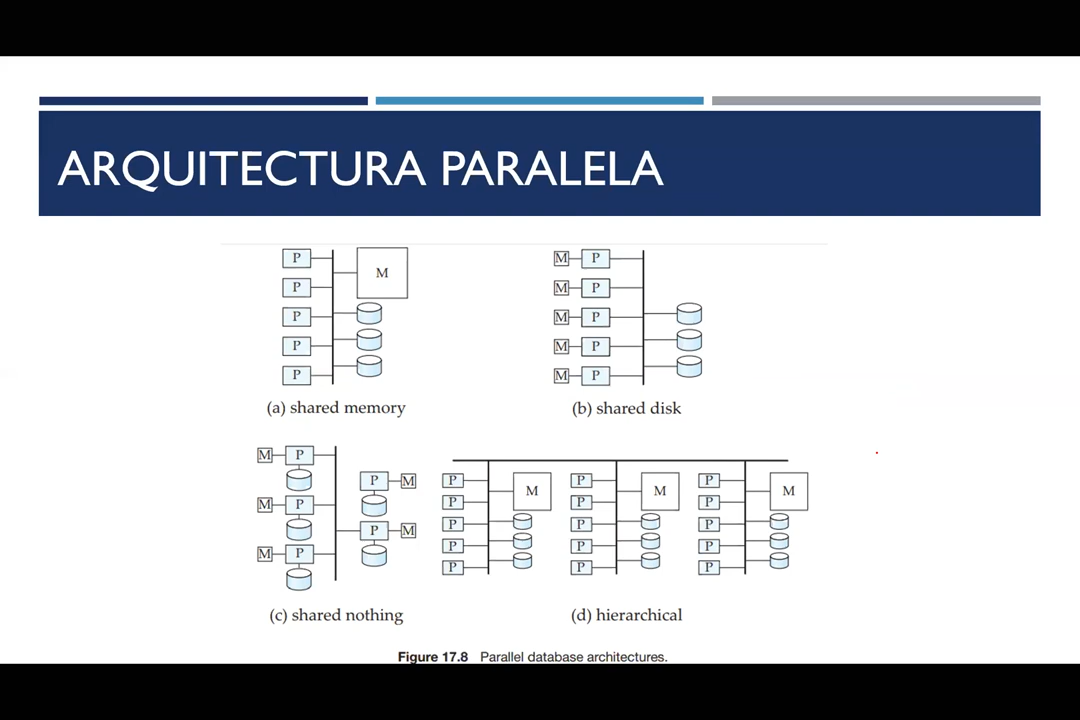 ARQUITECTURA PARALELA
P
P
P
P
P
M
(a) shared memory
M P
M P
M P
M P
M P
(b) shared disk
M P
M P
M P
P M
P M
(c) shared nothing
P
P
P
P
P
M
P
P
P
P
P
M
P
P
P
P
P
M
(d) hierarchical
Figure 17.8 Parallel database architectures.